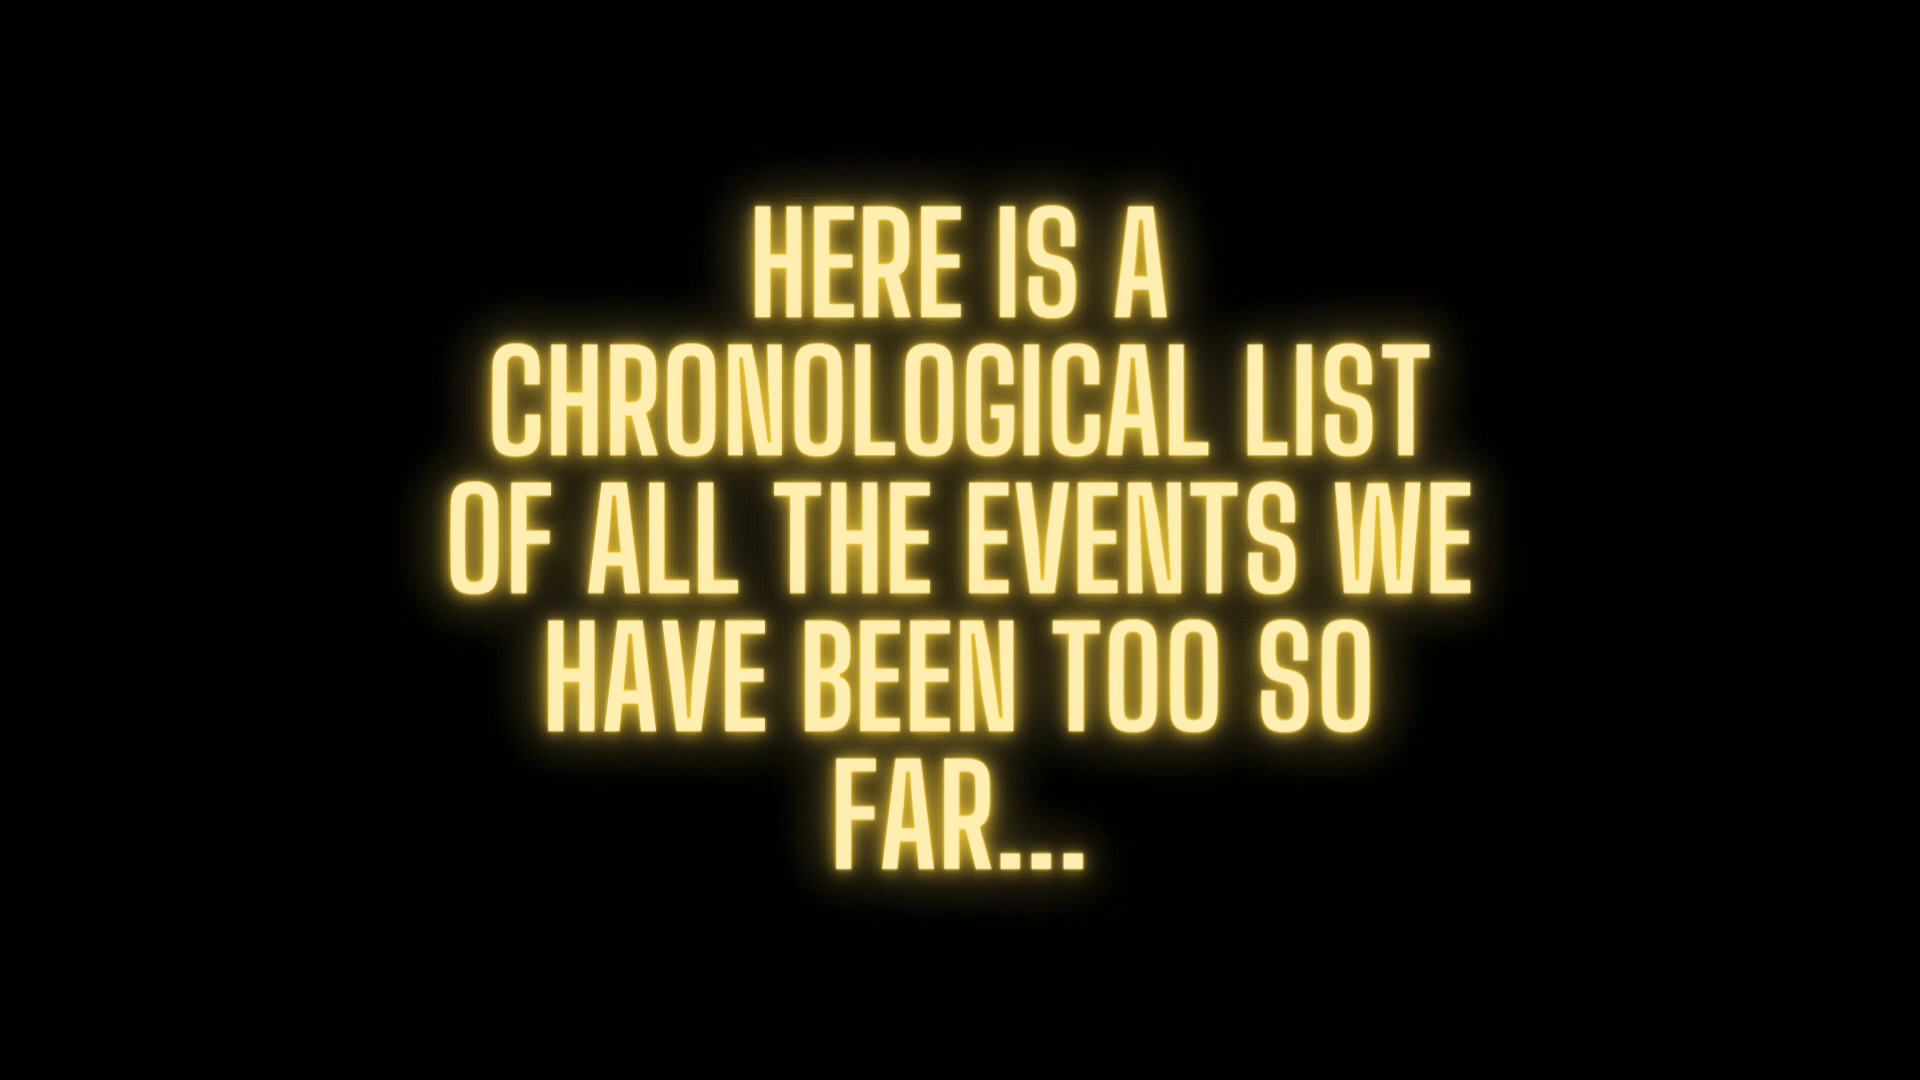 HERE IS A
CHRONOLOGICAL LIST
OF ALL THE EVENTS WE
HAVE BEEN TOO SO
FAR...